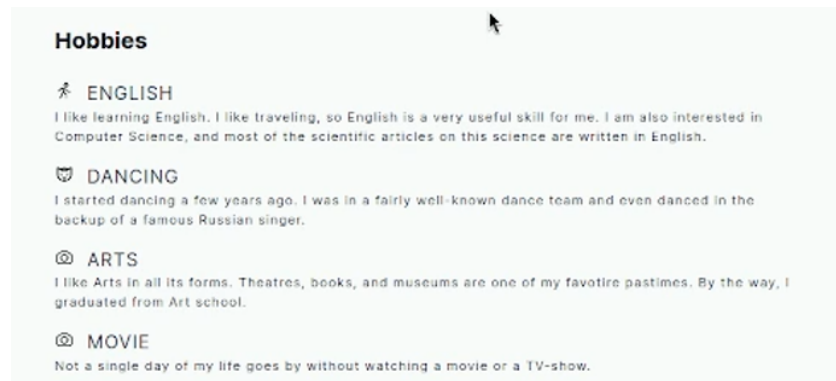 Hobbies
ENGLISH
I like learning English. I like traveling, so English is a very useful skill for me. I am also interested in
Computer Science, and most of the scientific articles on this science are written in English.
DANCING
I started dancing a few years ago. I was in a fairly well-known dance team and even danced in the
backup of a famous Russian singer.
ARTS
I like Arts in all its forms. Theatres, books, and museums are one of my favotire pastimes. By the way, I
graduated from Art school.
MOVIE
Not a single day of my life goes by without watching a movie or a TV-show.